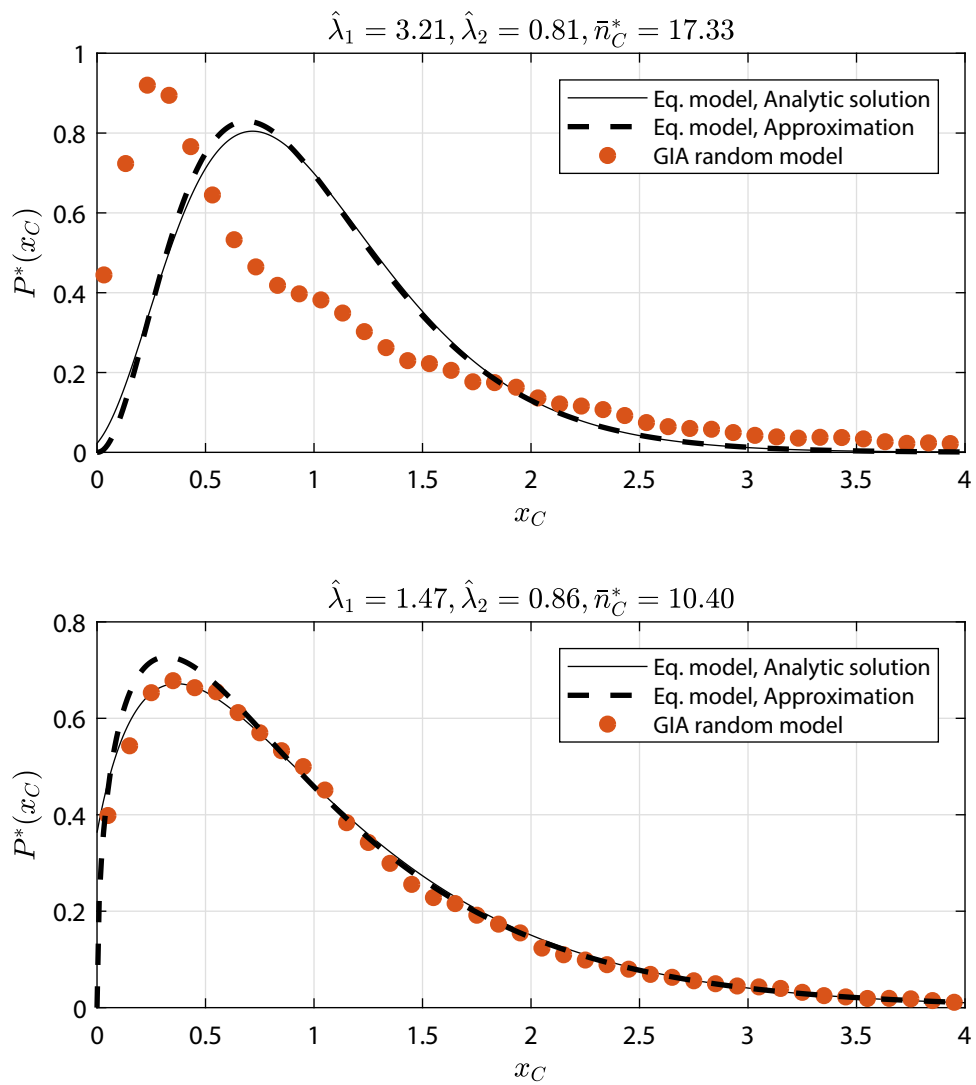 λ̂₁ = 3.21, λ̂₂ = 0.81, n̄*_C = 17.33
1
0.8
0.6
0.4
0.2
0
P*(x_C)
Eq. model, Analytic solution
Eq. model, Approximation
GIA random model
0 0.5 1 1.5 2 2.5 3 3.5 4
x_C
λ̂₁ = 1.47, λ̂₂ = 0.86, n̄*_C = 10.40
0.8
0.6
0.4
0.2
0
P*(x_C)
Eq. model, Analytic solution
Eq. model, Approximation
GIA random model
0 0.5 1 1.5 2 2.5 3 3.5 4
x_C